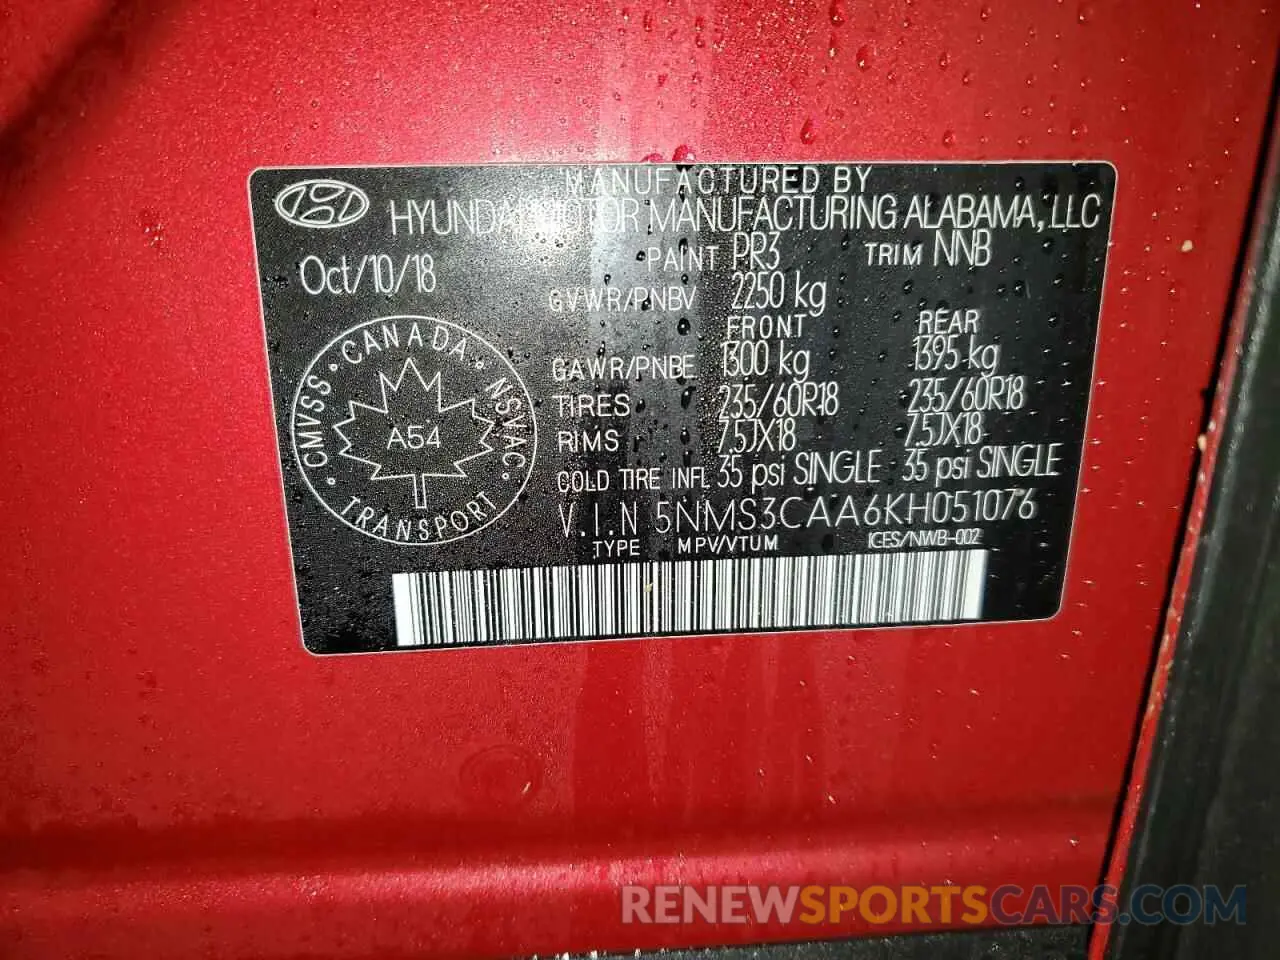 MANUFACTURED BY
HYUNDAI MOTOR MANUFACTURING ALABAMA, LLC
Oct/10/18
PAINT PR3 TRIM NNB
GVWR/PNBV 2250 kg
FRONT REAR
GAWR/PNBE 1300 kg 1395 kg
TIRES 235/60R18 235/60R18
RIMS 7.5JX18 7.5JX18
COLD TIRE INFL 35 psi SINGLE 35 psi SINGLE
V.I.N 5NMS3CAA6KH051076
TYPE MPV/VTUM ICES/NWB-002
CMVSS • CANADA • NSVAC • TRANSPORT •
A54
RENEWSPORTSCARS.COM